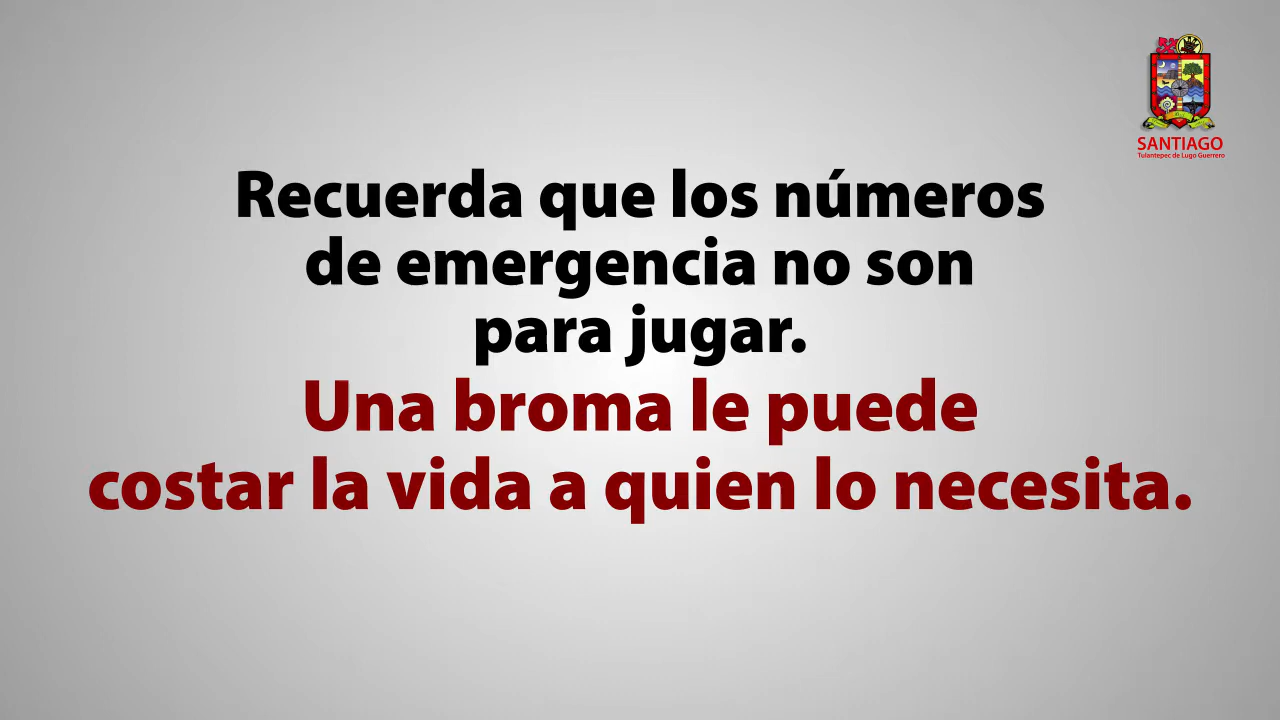 SANTIAGO
Tulantepec de Lugo Guerrero
Recuerda que los números
de emergencia no son
para jugar.
Una broma le puede
costar la vida a quien lo necesita.